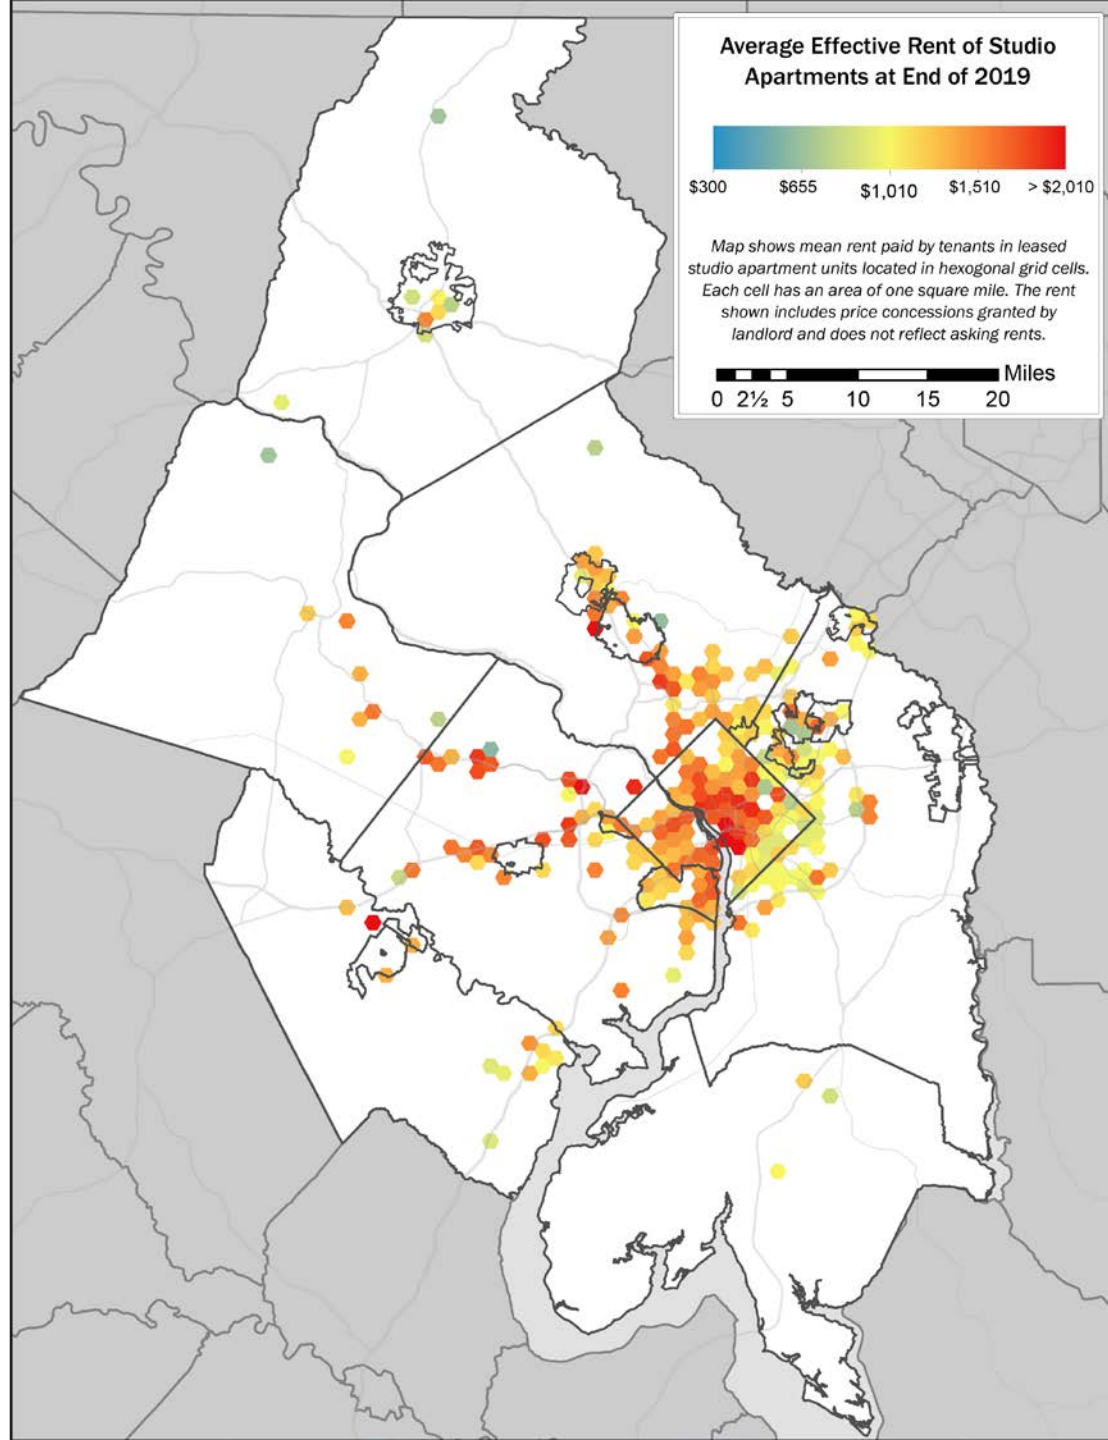 Average Effective Rent of Studio
Apartments at End of 2019
$300 $655 $1,010 $1,510 > $2,010
Map shows mean rent paid by tenants in leased
studio apartment units located in hexogonal grid cells.
Each cell has an area of one square mile. The rent
shown includes price concessions granted by
landlord and does not reflect asking rents.
Miles
0 2½ 5 10 15 20